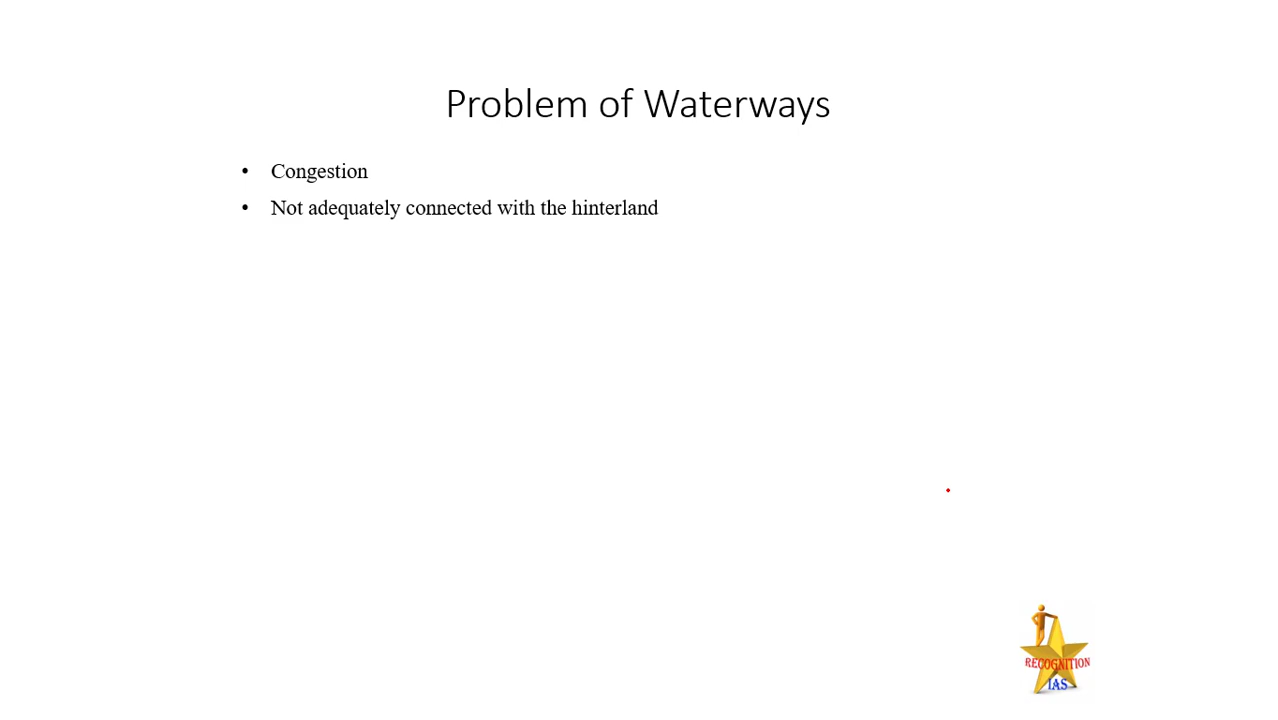 Problem of Waterways
• Congestion
• Not adequately connected with the hinterland
RECOGNITION
IAS